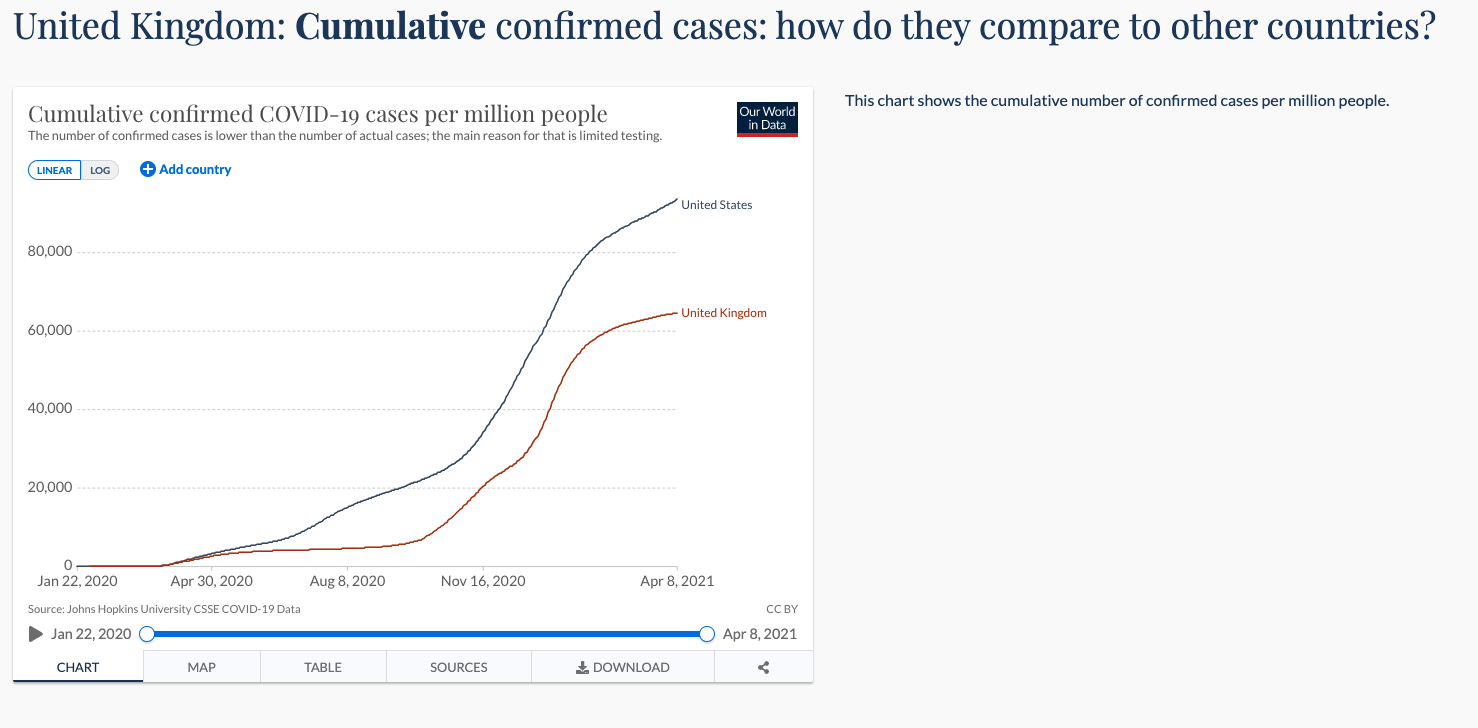 United Kingdom: Cumulative confirmed cases: how do they compare to other countries?
Cumulative confirmed COVID-19 cases per million people
The number of confirmed cases is lower than the number of actual cases; the main reason for that is limited testing.
Our World
in Data
This chart shows the cumulative number of confirmed cases per million people.
LINEAR LOG Add country
United States
80,000
United Kingdom
60,000
40,000
20,000
0
Jan 22, 2020 Apr 30, 2020 Aug 8, 2020 Nov 16, 2020 Apr 8, 2021
Source: Johns Hopkins University CSSE COVID-19 Data CC BY
Jan 22, 2020 Apr 8, 2021
CHART MAP TABLE SOURCES DOWNLOAD